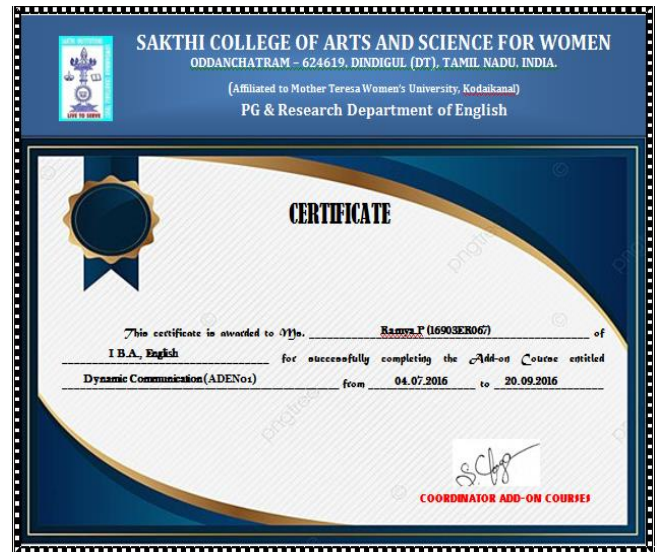 SAKTHI COLLEGE OF ARTS AND SCIENCE FOR WOMEN
ODDANCHATRAM – 624619. DINDIGUL (DT), TAMIL NADU, INDIA.
(Affiliated to Mother Teresa Women's University, Kodaikanal)
PG & Research Department of English
LIVE TO SERVE
CERTIFICATE
This certificate is awarded to Ms. Ramya.P (16903ER067) of
I B.A., English for successfully completing the Add-on Course entitled
Dynamic Communication (ADEN01) from 04.07.2016 to 20.09.2016
COORDINATOR ADD-ON COURSES
pngtree
pngtree